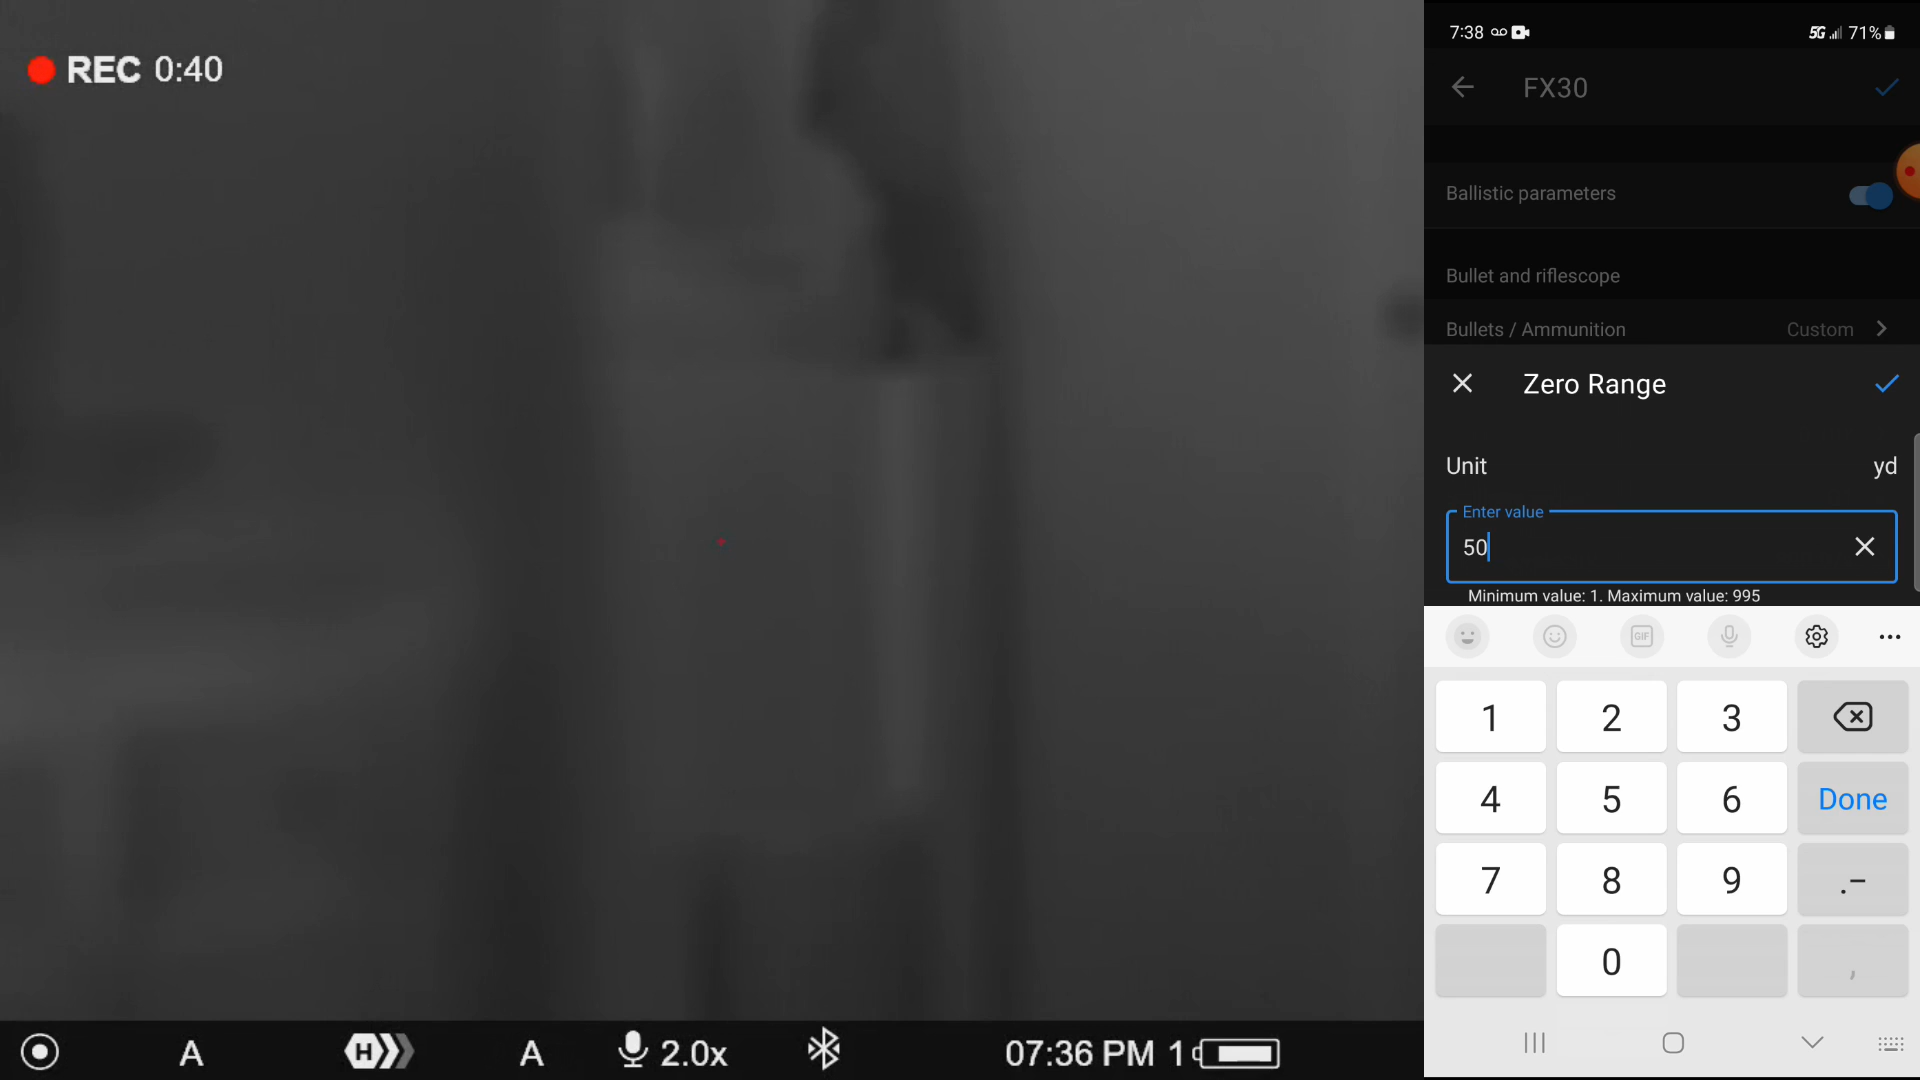 REC 0:40
A
H
A
2.0x
07:36 PM 1
7:38
5G
71%
FX30
Ballistic parameters
Bullet and riflescope
Bullets / Ammunition
Custom
Zero Range
Unit
yd
Enter value
50
Minimum value: 1. Maximum value: 995
GIF
1 2 3
4 5 6 Done
7 8 9 .–
0 ,